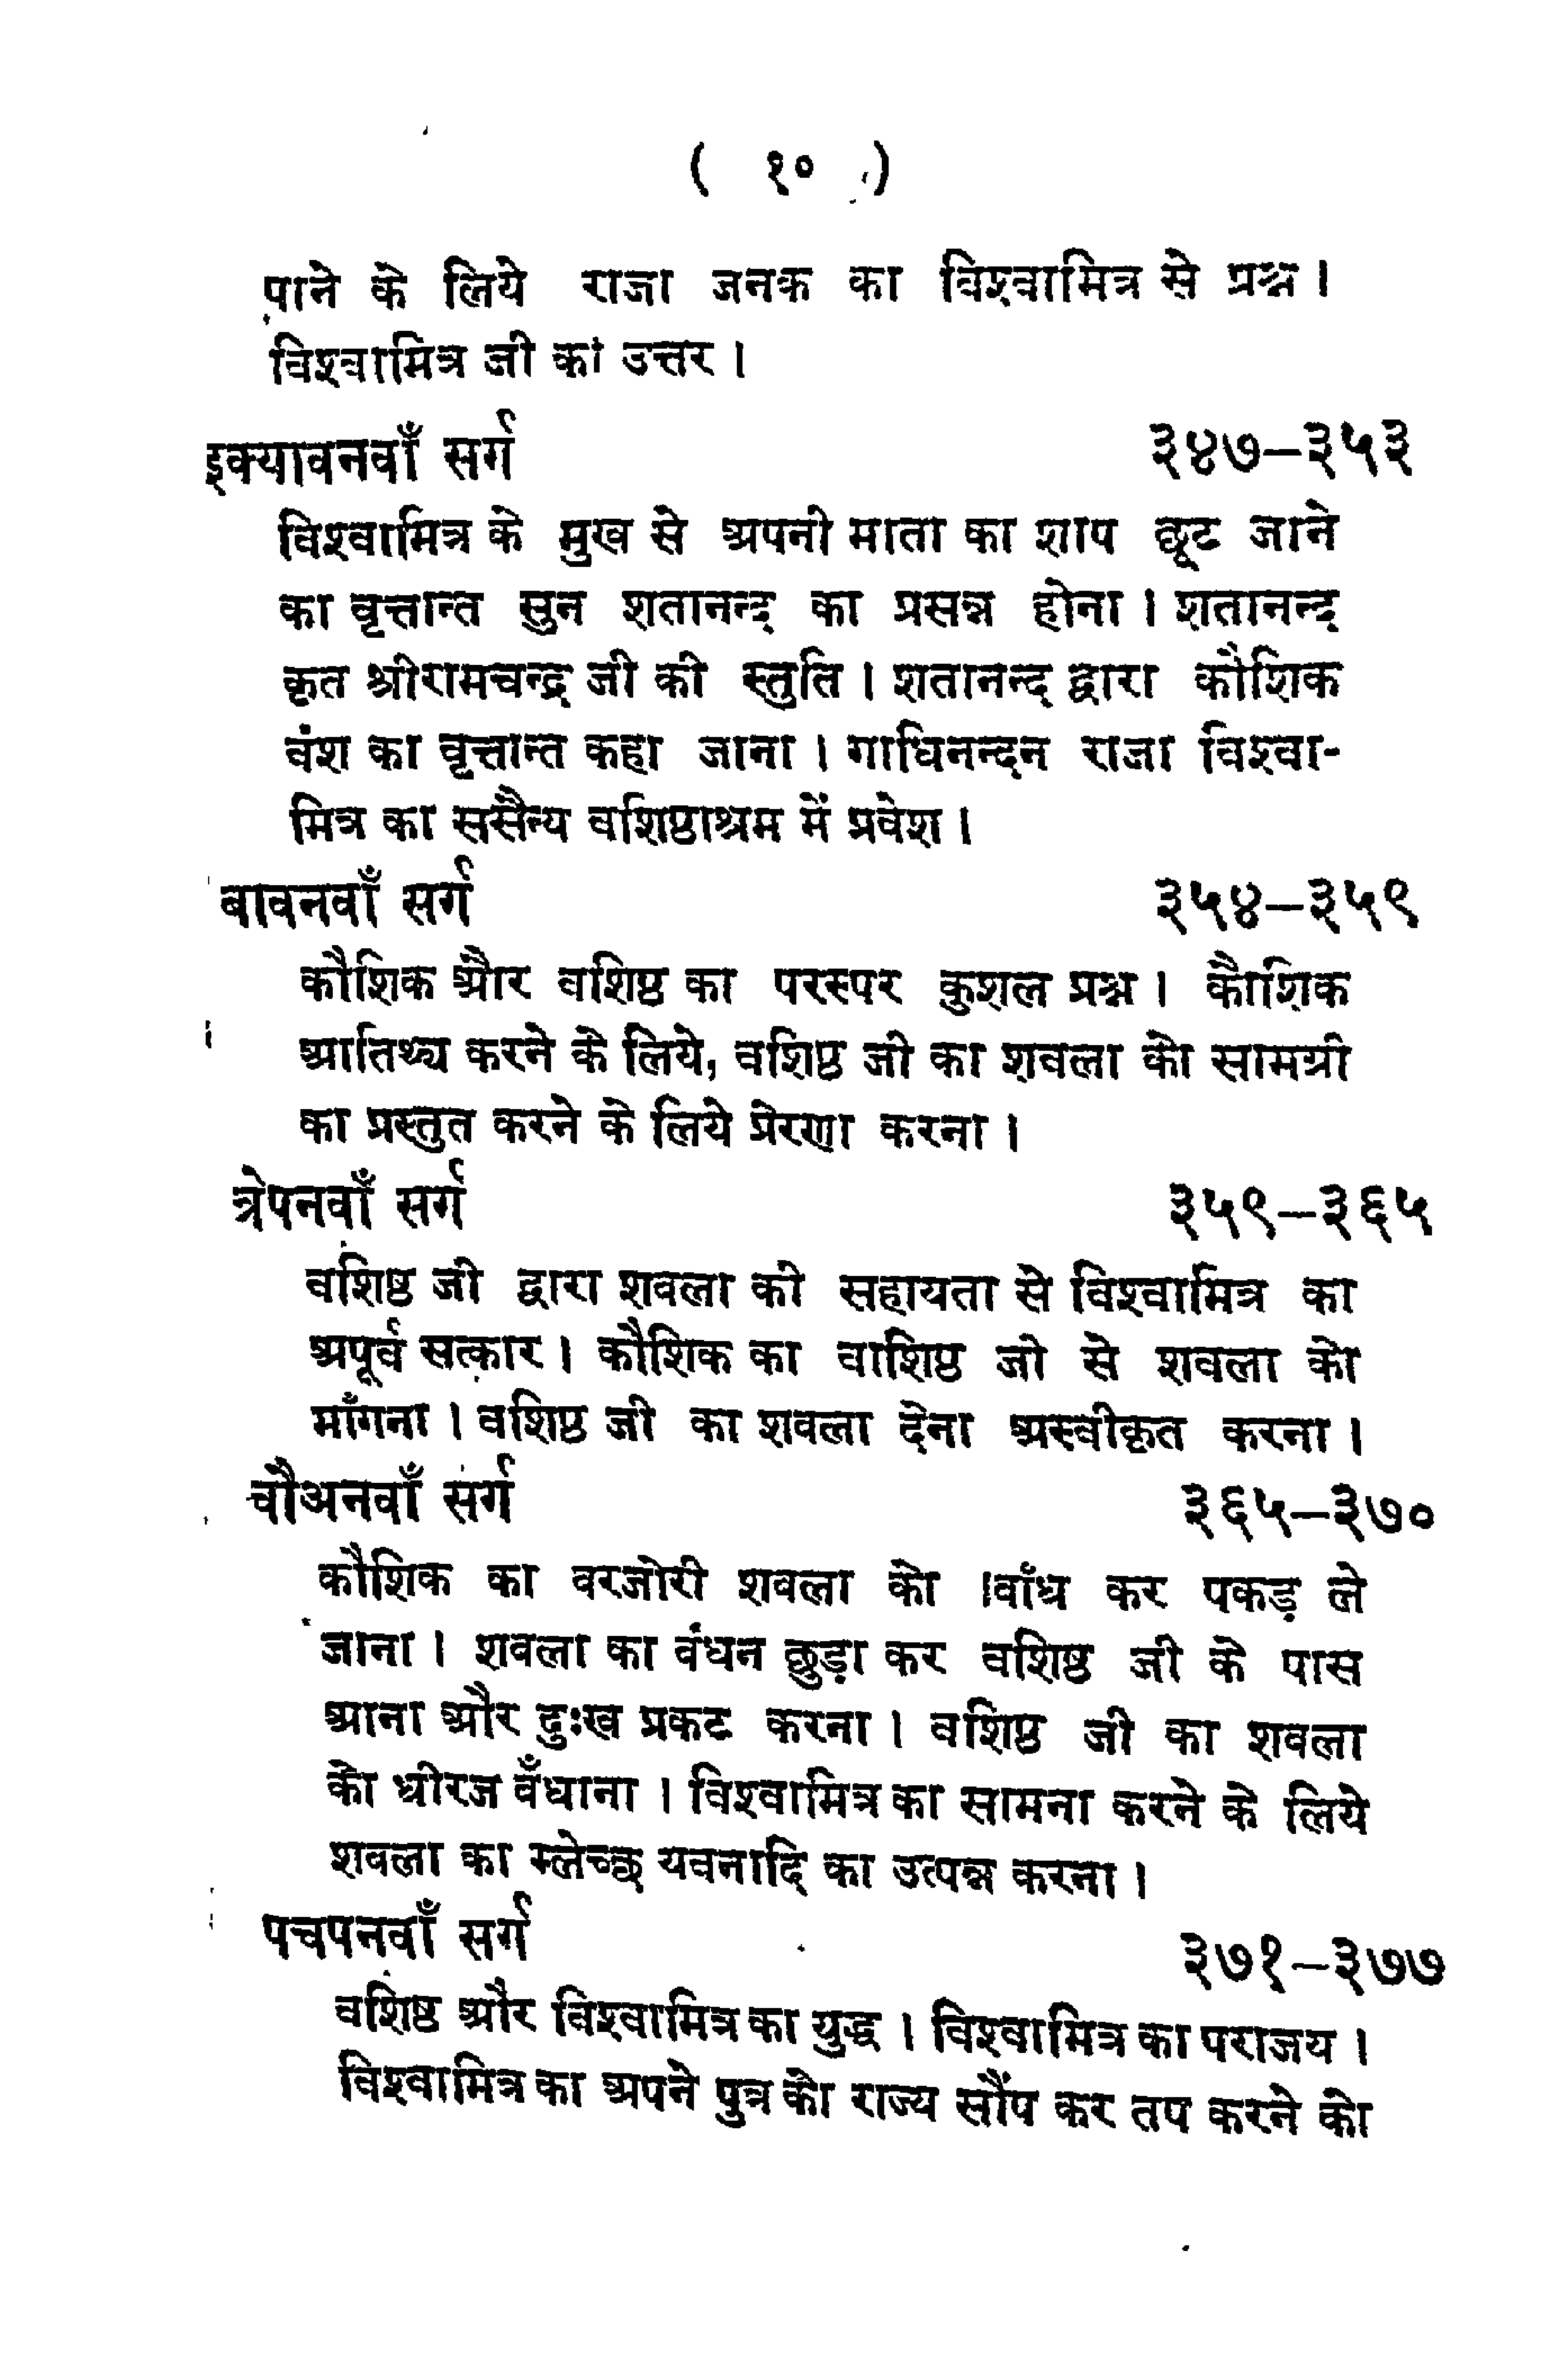 ( १० )
पाने के लिये राजा जनक का विश्वामित्र से प्रश्न।
विश्वामित्र जी का उत्तर।
इक्यावनवाँ सर्ग ३४७–३५३
विश्वामित्र के मुख से अपनी माता का शाप छूट जाने
का वृत्तान्त सुन शतानन्द का प्रसन्न होना। शतानन्द
कृत श्रीरामचन्द्र जी की स्तुति। शतानन्द द्वारा कौशिक
वंश का वृत्तान्त कहा जाना। गाधिनन्दन राजा विश्वा-
मित्र का ससैन्य वशिष्ठाश्रम में प्रवेश।
बावनवाँ सर्ग ३५४–३५९
कौशिक और वशिष्ठ का परस्पर कुशल प्रश्न। कौशिक
आतिथ्य करने के लिये, वशिष्ठ जी का शवला को सामग्री
का प्रस्तुत करने के लिये प्रेरणा करना।
त्रेपनवाँ सर्ग ३५९–३६५
वशिष्ठ जी द्वारा शवला की सहायता से विश्वामित्र का
अपूर्व सत्कार। कौशिक का वाशिष्ठ जी से शवला को
माँगना। वशिष्ठ जी का शवला देना अस्वीकृत करना।
चौअनवाँ सर्ग ३६५–३७०
कौशिक का वरजोरी शवला को वाँध कर पकड़ ले
जाना। शवला का वंधन छुड़ा कर वशिष्ठ जी के पास
आना और दुःख प्रकट करना। वशिष्ठ जी का शवला
को धीरज वँधाना। विश्वामित्र का सामना करने के लिये
शवला का म्लेच्छ यवनादि का उत्पन्न करना।
पचपनवाँ सर्ग ३७१–३७७
वशिष्ठ और विश्वामित्र का युद्ध। विश्वामित्र का पराजय।
विश्वामित्र का अपने पुत्र को राज्य सौंप कर तप करने को